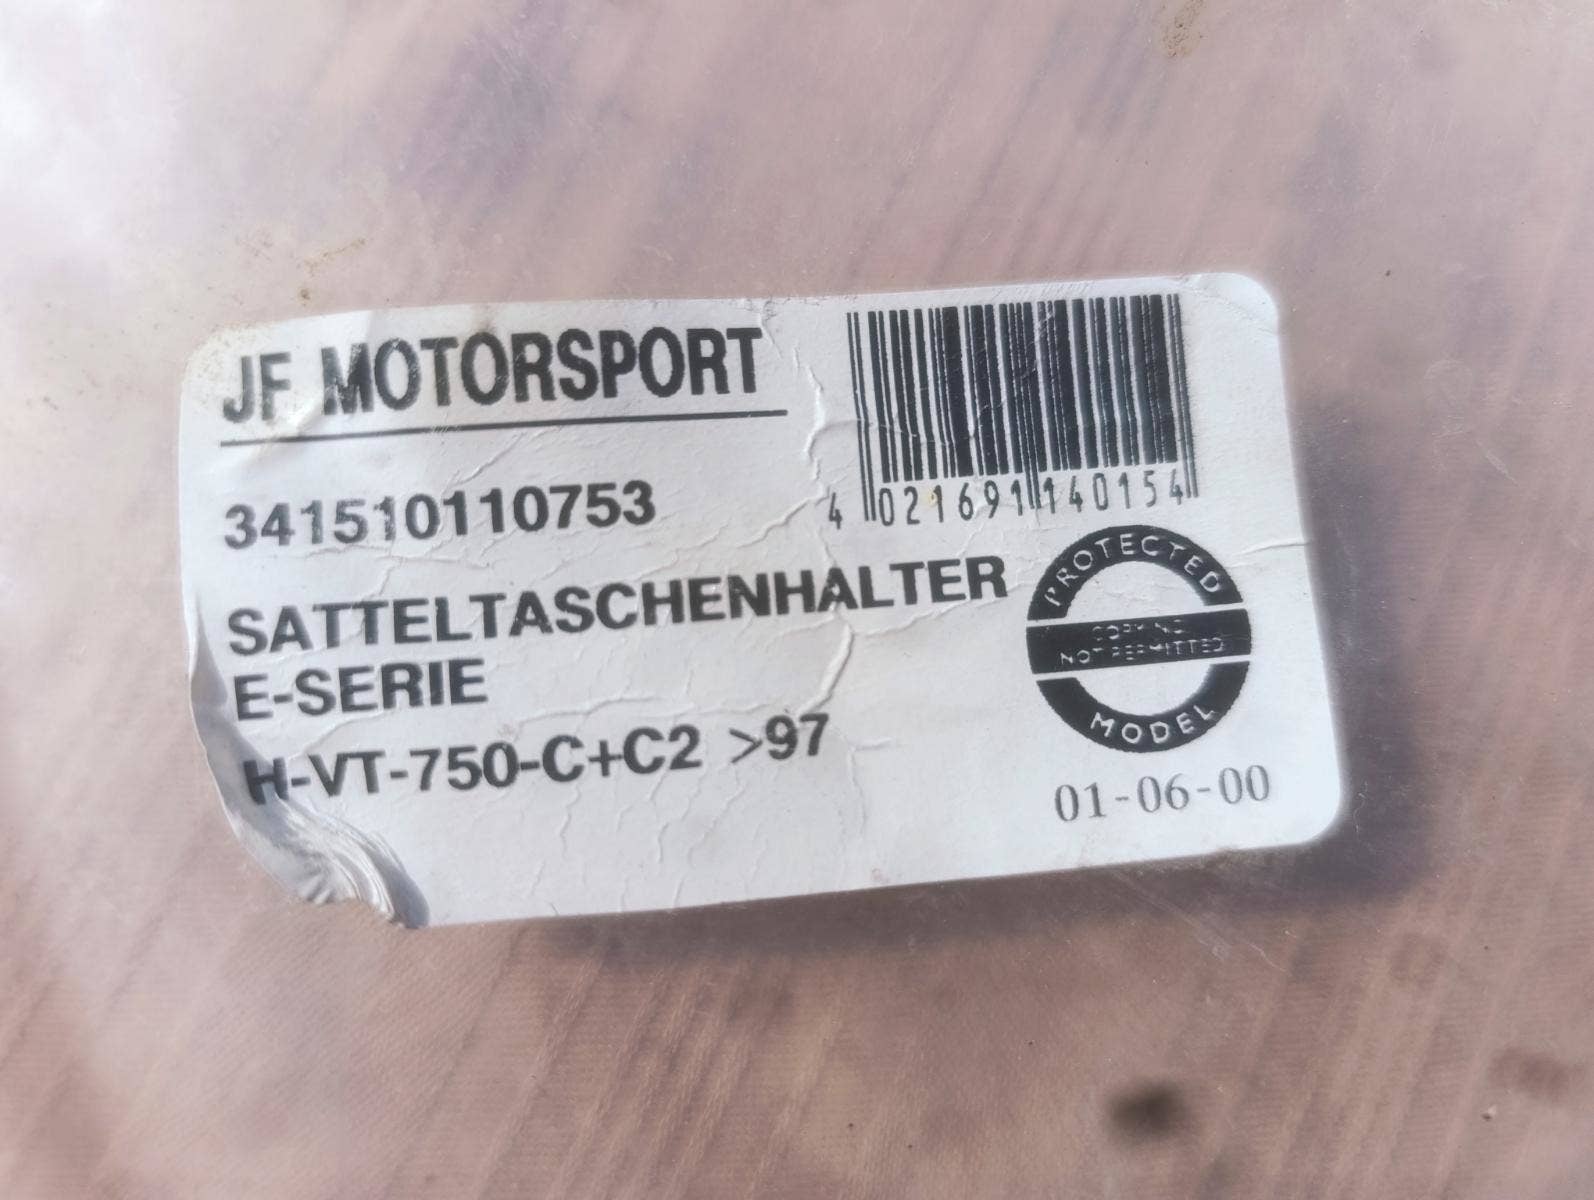 JF MOTORSPORT
4 021691 140154
341510110753
SATTELTASCHENHALTER
E-SERIE
H-VT-750-C+C2 >97
PROTECTED
COPYING
NOT PERMITTED
MODEL
01-06-00